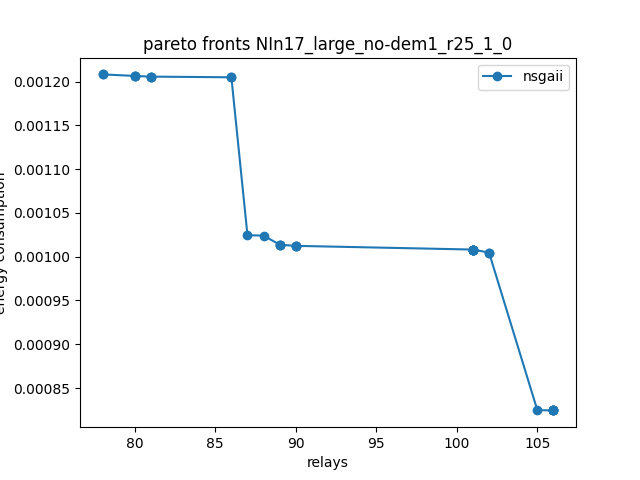 pareto fronts NIn17_large_no-dem1_r25_1_0
nsgaii
0.00120
0.00115
0.00110
0.00105
0.00100
0.00095
0.00090
0.00085
energy consumption
80 85 90 95 100 105
relays